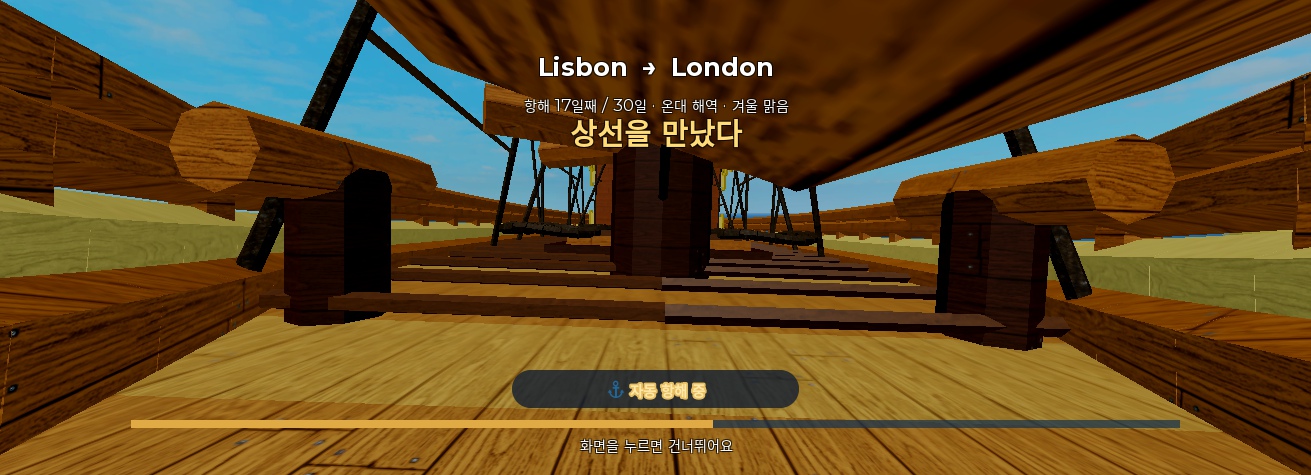 Lisbon → London
항해 17일째 / 30일 · 온대 해역 · 겨울 맑음
상선을 만났다
⚓ 자동 항해 중
화면을 누르면 건너뛰어요